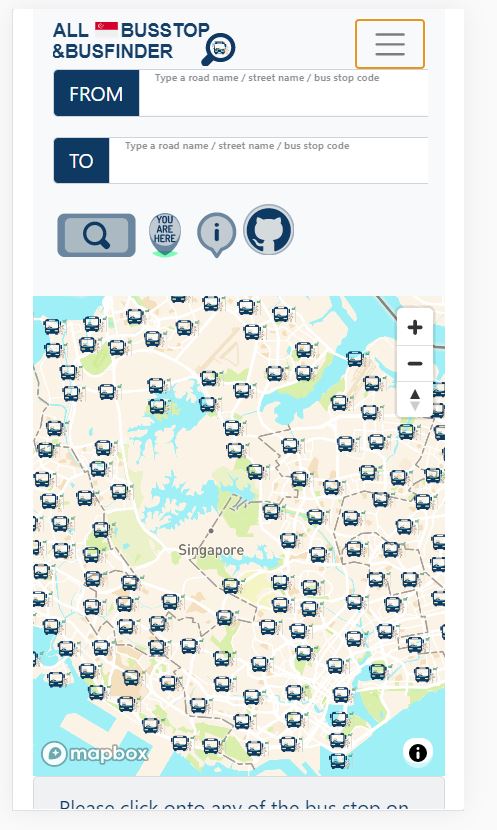 ALL BUSSTOP
&BUSFINDER
FROM
Type a road name / street name / bus stop code
TO
Type a road name / street name / bus stop code
YOU
ARE
HERE
i
+
−
Singapore
mapbox
i
Please click onto any of the bus stop on